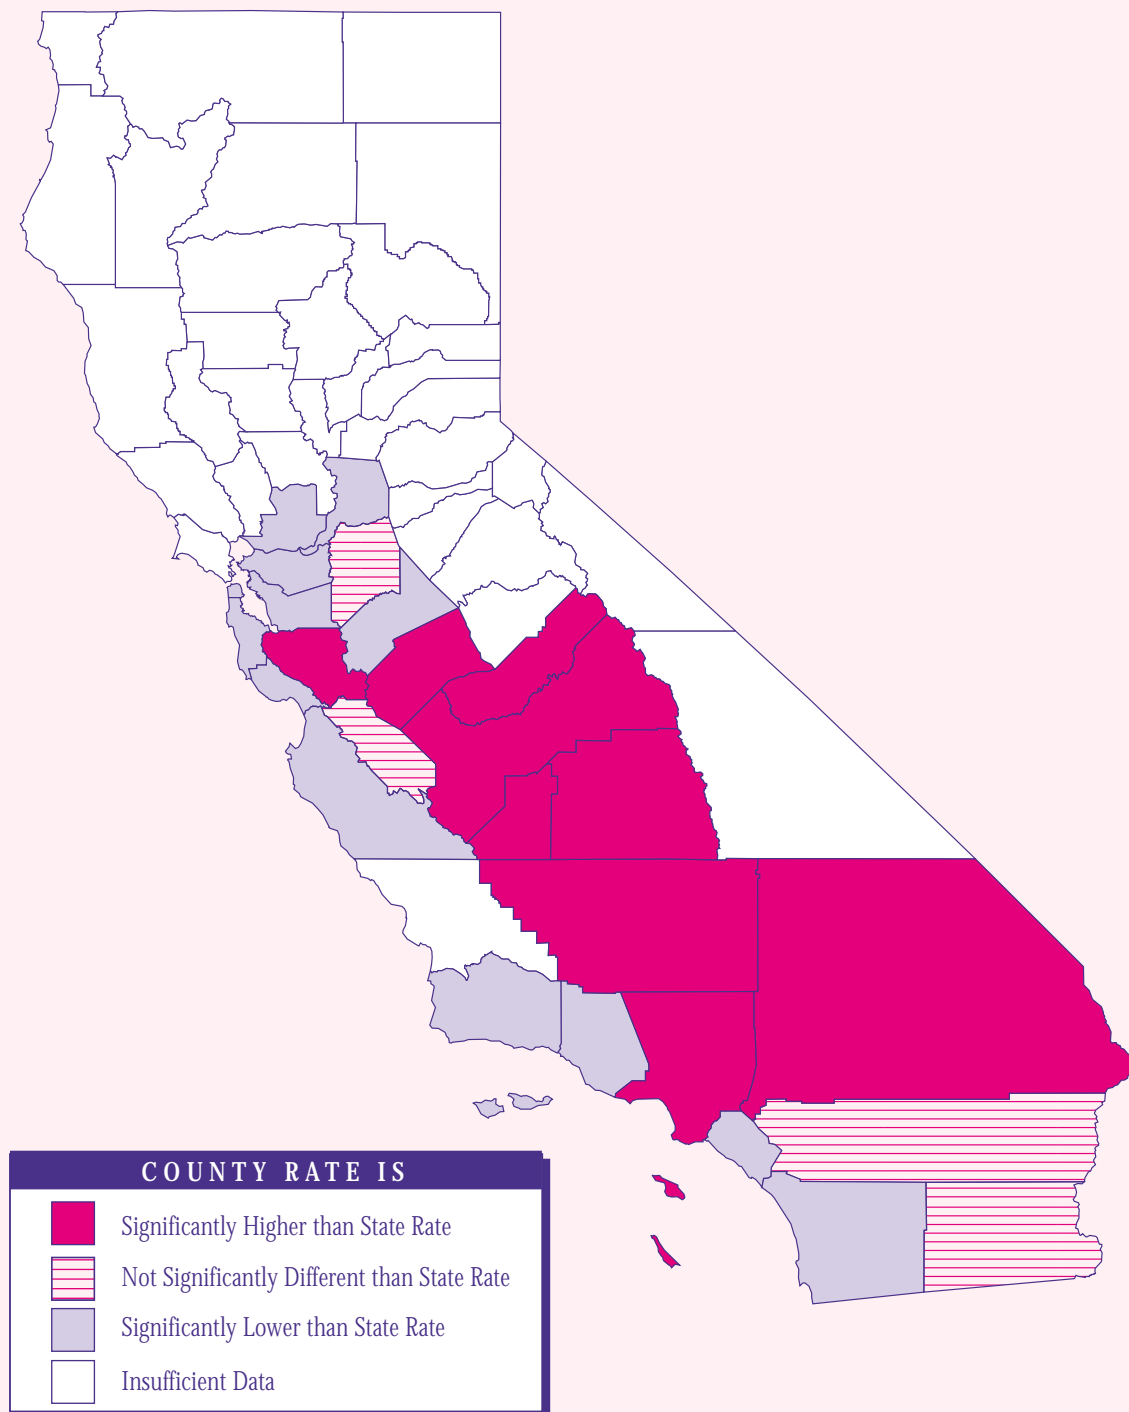 COUNTY RATE IS
Significantly Higher than State Rate
Not Significantly Different than State Rate
Significantly Lower than State Rate
Insufficient Data